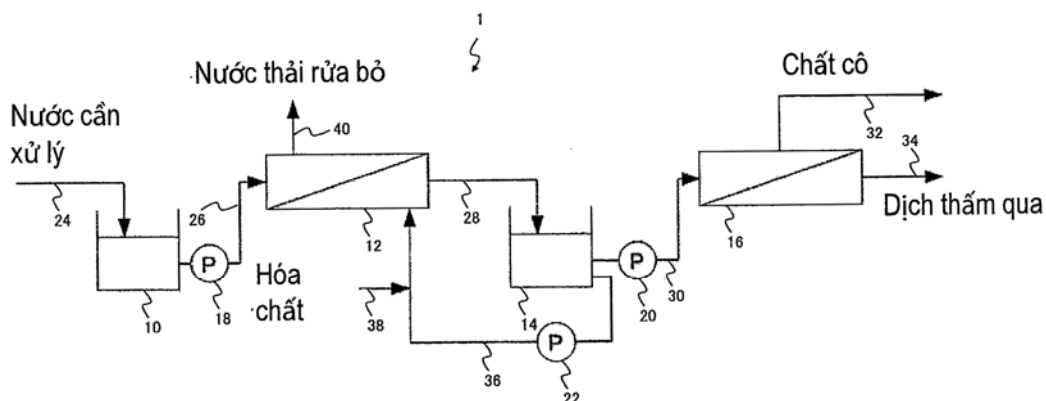 1
Nước thải rửa bỏ
Chất cô
Nước cần
xử lý
40
32
34
24
26
12
28
16
Dịch thấm qua
P
P
Hóa
chất
10
18
38
14
20
30
P
36
22